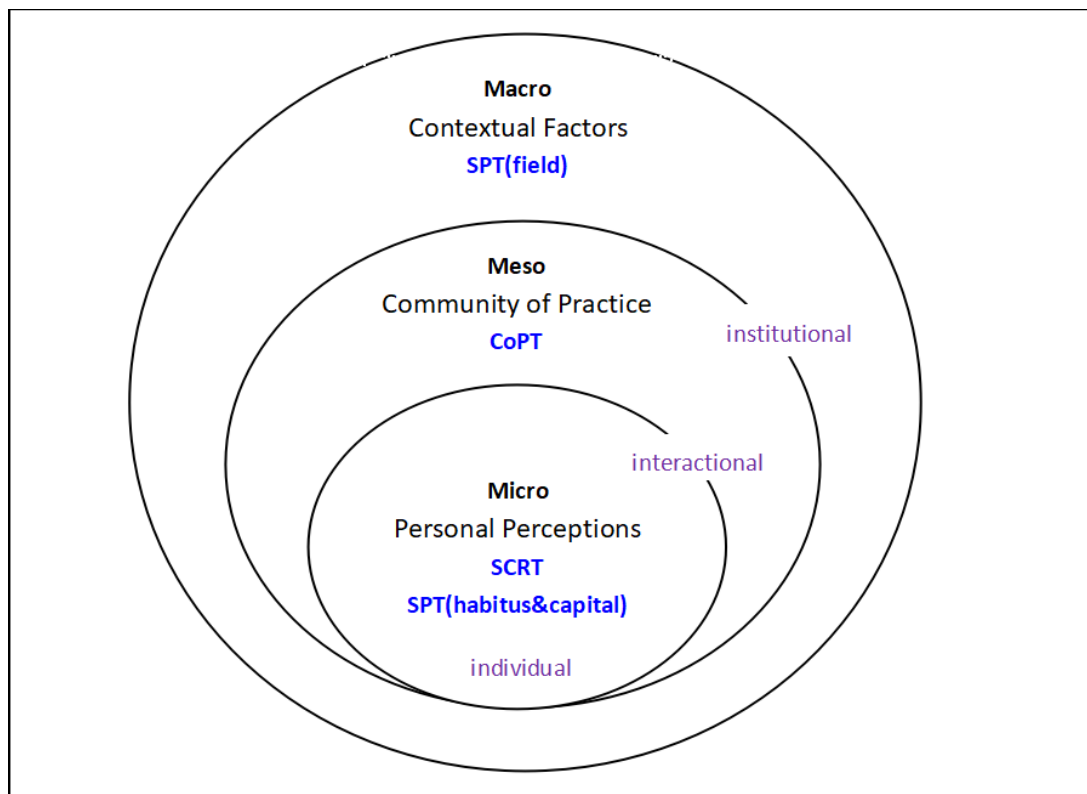 Macro
Contextual Factors
SPT(field)
Meso
Community of Practice
CoPT
institutional
interactional
Micro
Personal Perceptions
SCRT
SPT(habitus&capital)
individual